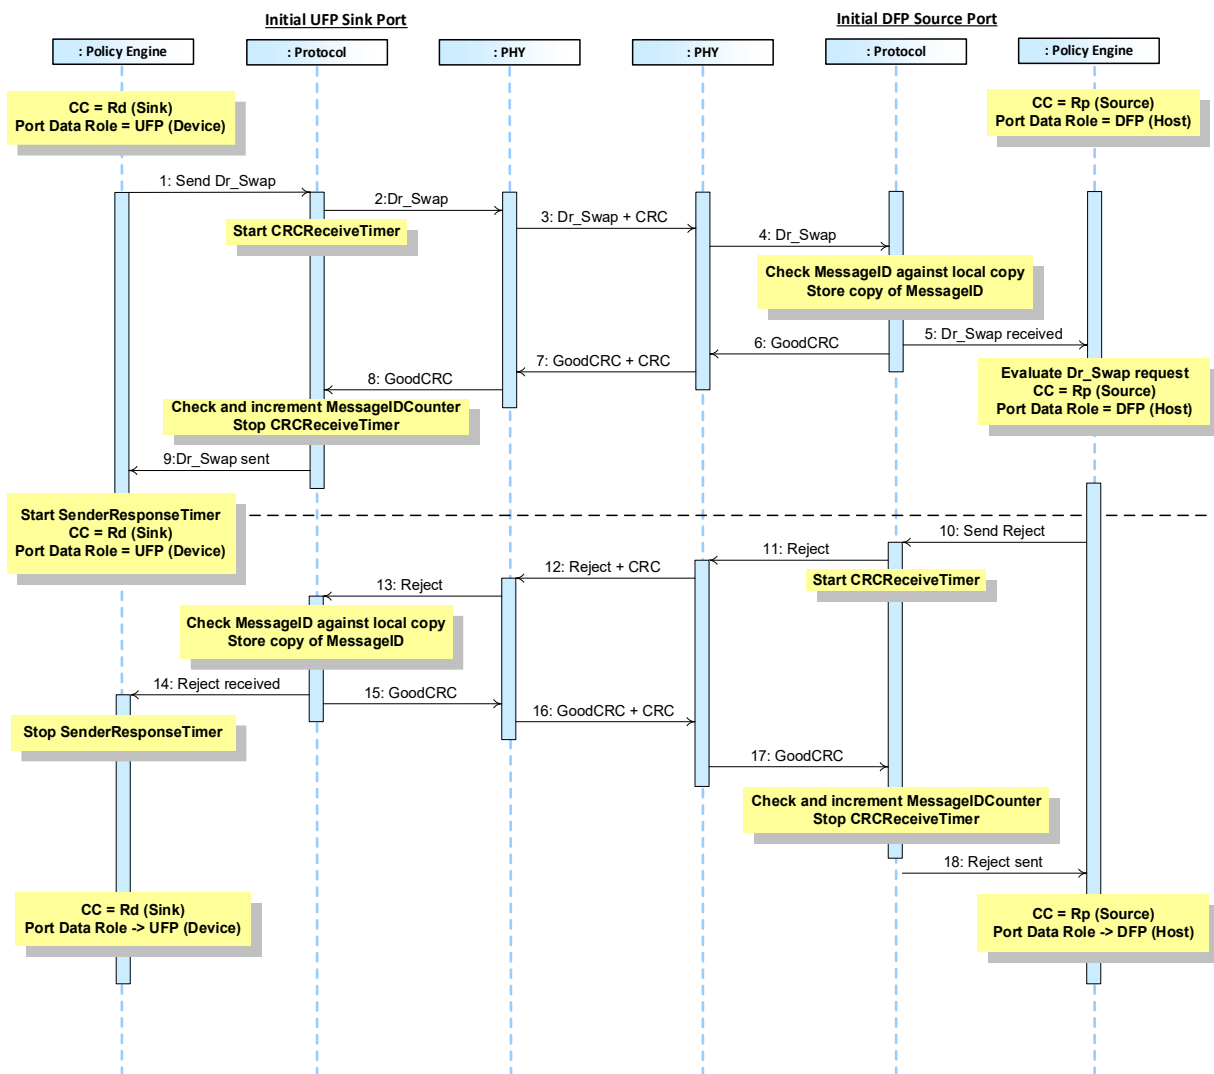 Initial UFP Sink Port
Initial DFP Source Port
: Policy Engine
: Protocol
: PHY
: PHY
: Protocol
: Policy Engine
CC = Rd (Sink)
Port Data Role = UFP (Device)
CC = Rp (Source)
Port Data Role = DFP (Host)
1: Send Dr_Swap
2:Dr_Swap
Start CRCReceiveTimer
3: Dr_Swap + CRC
4: Dr_Swap
Check MessageID against local copy
Store copy of MessageID
5: Dr_Swap received
6: GoodCRC
7: GoodCRC + CRC
8: GoodCRC
Evaluate Dr_Swap request
CC = Rp (Source)
Port Data Role = DFP (Host)
Check and increment MessageIDCounter
Stop CRCReceiveTimer
9:Dr_Swap sent
Start SenderResponseTimer
CC = Rd (Sink)
Port Data Role = UFP (Device)
10: Send Reject
11: Reject
Start CRCReceiveTimer
12: Reject + CRC
13: Reject
Check MessageID against local copy
Store copy of MessageID
14: Reject received
15: GoodCRC
16: GoodCRC + CRC
Stop SenderResponseTimer
17: GoodCRC
Check and increment MessageIDCounter
Stop CRCReceiveTimer
18: Reject sent
CC = Rd (Sink)
Port Data Role -> UFP (Device)
CC = Rp (Source)
Port Data Role -> DFP (Host)